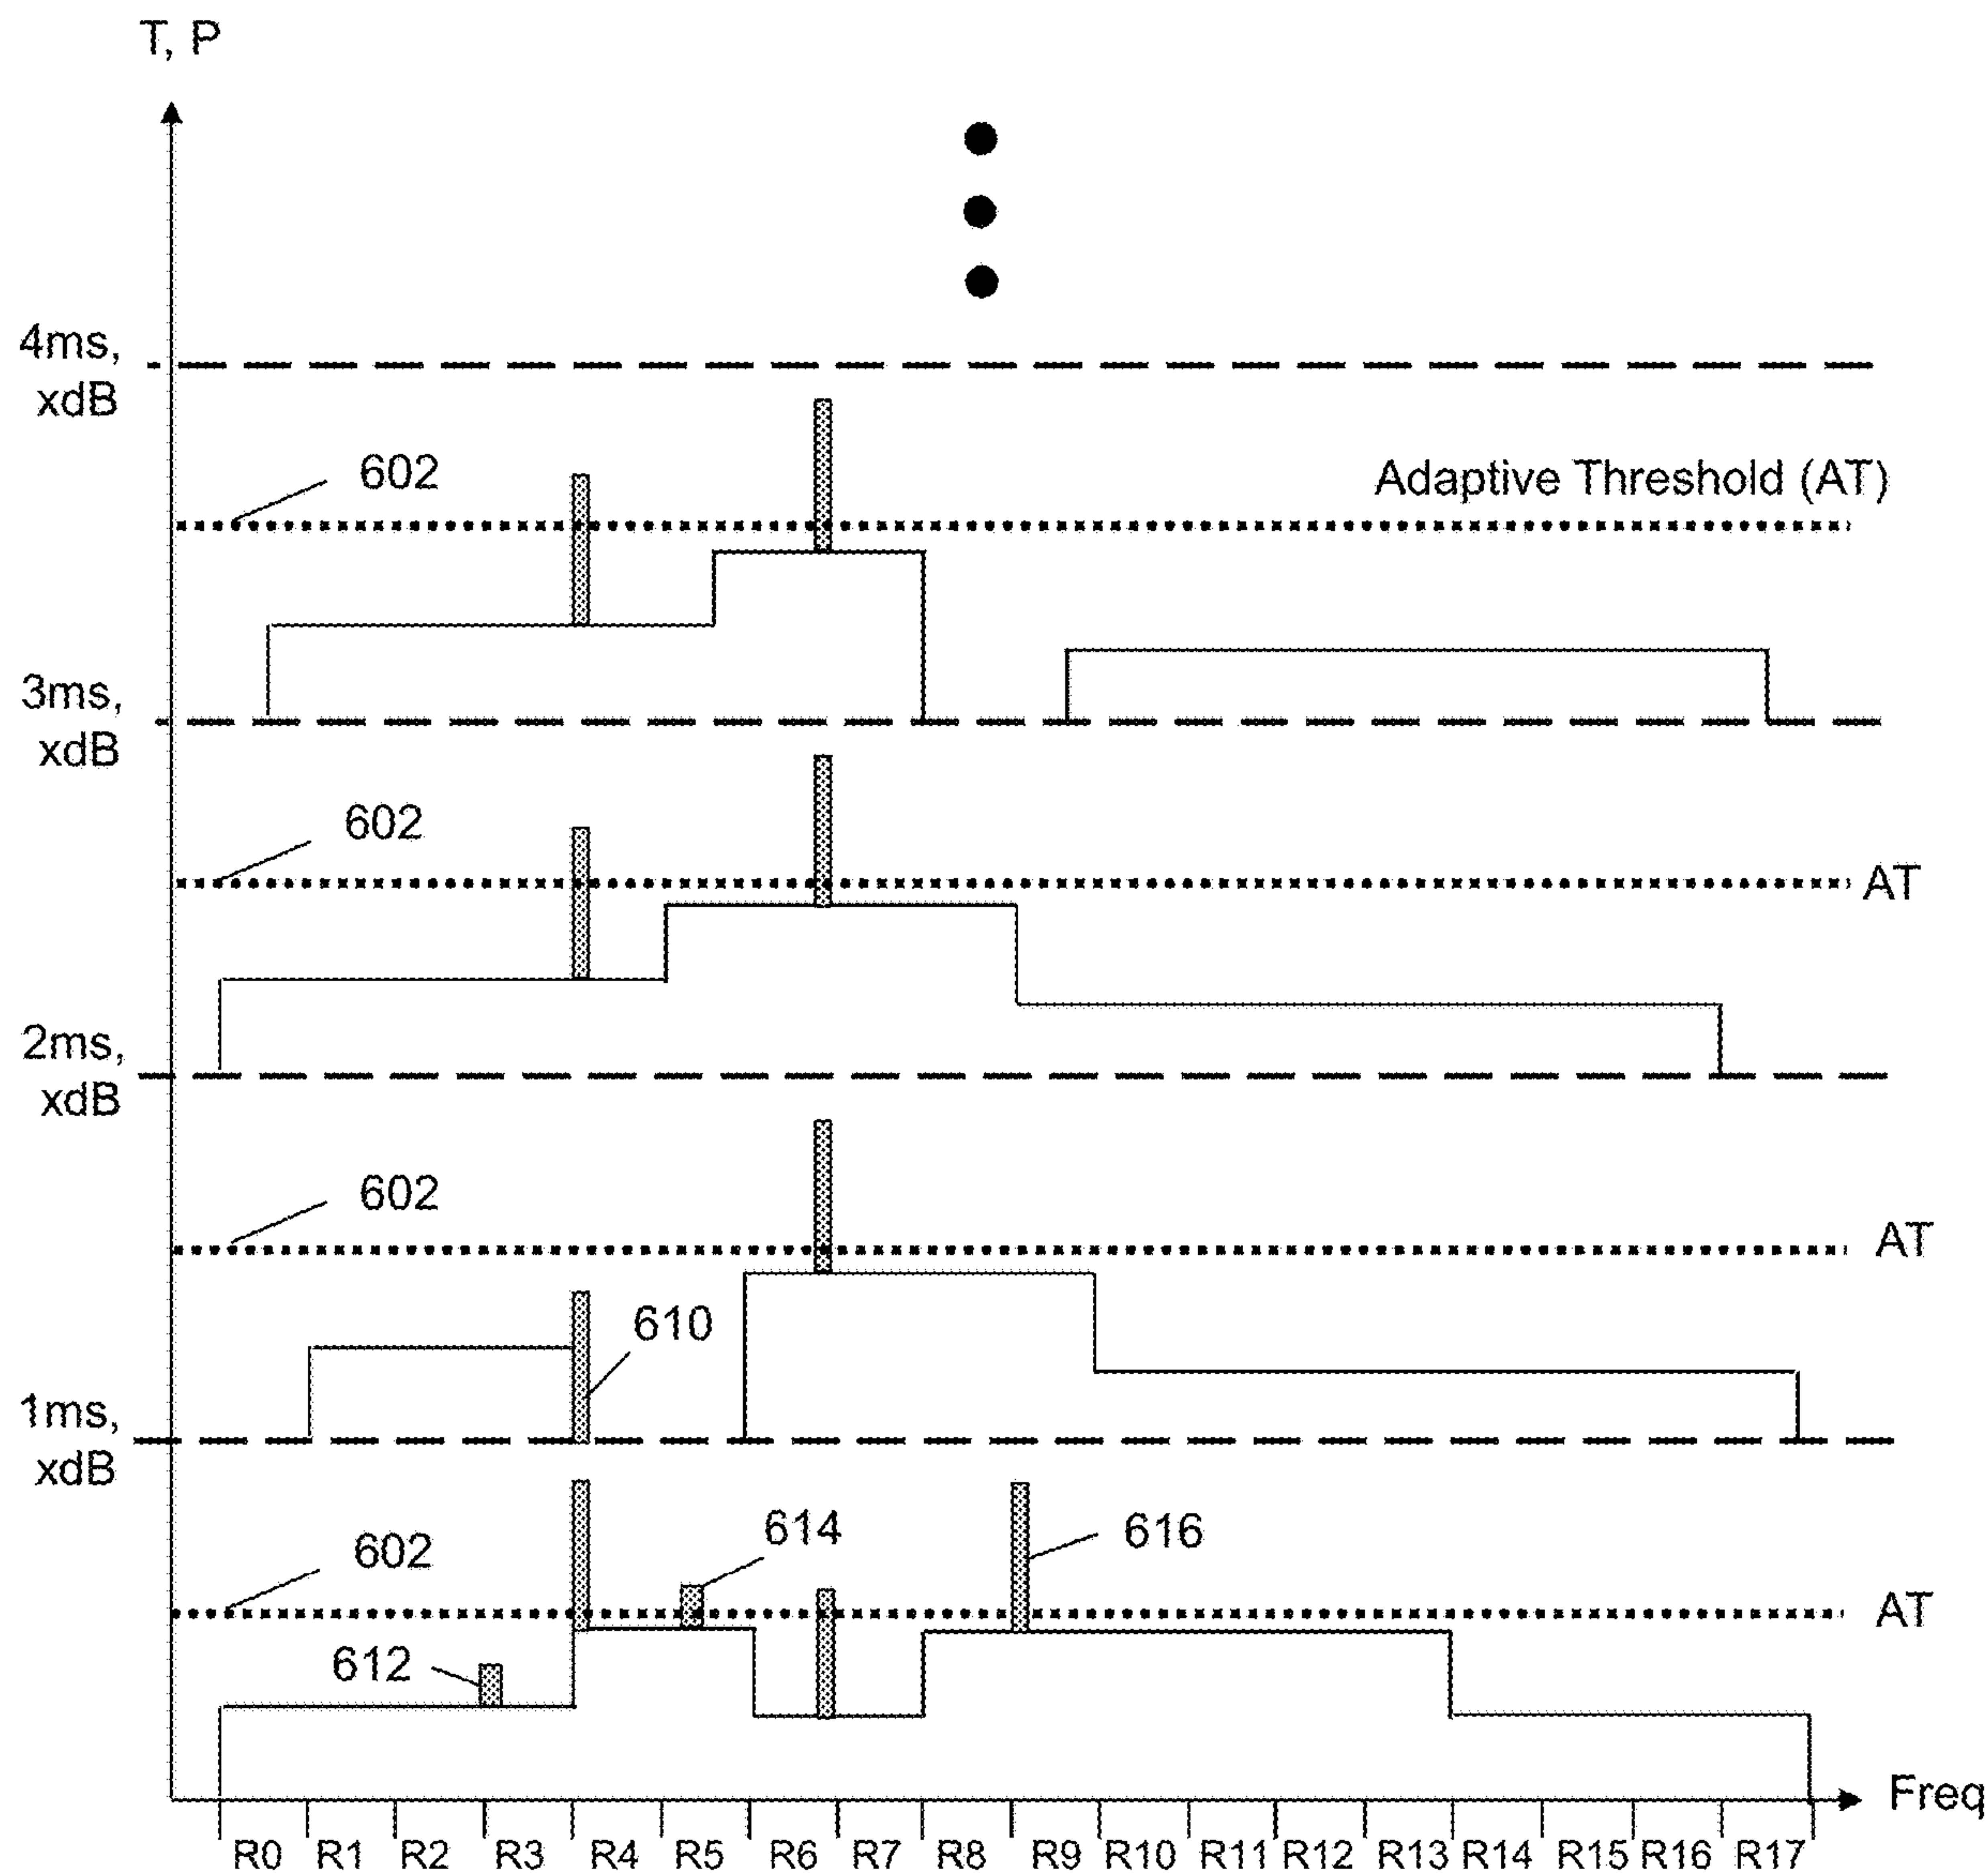 T, P
4ms,
xdB
602
Adaptive Threshold (AT)
3ms,
xdB
602
AT
2ms,
xdB
602
AT
610
1ms,
xdB
614
616
602
AT
612
Freq
R0 R1 R2 R3 R4 R5 R6 R7 R8 R9 R10 R11 R12 R13 R14 R15 R16 R17